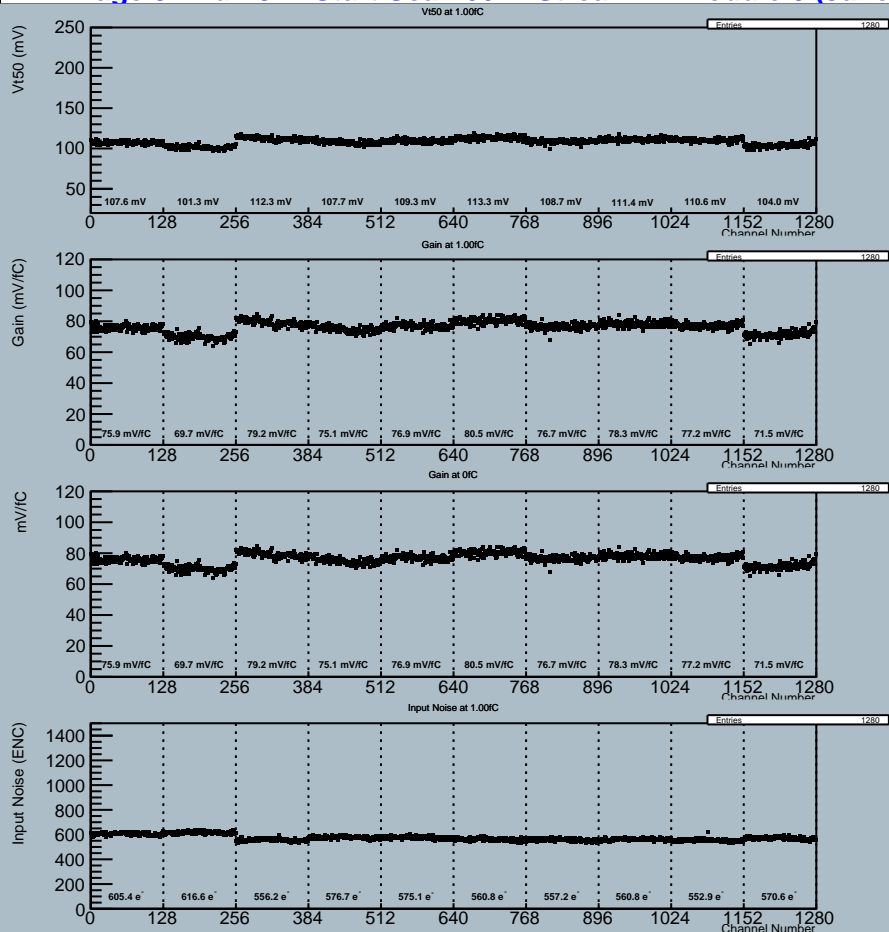 Vt50 at 1.00fC
Entries 1280
Vt50 (mV)
250
200
150
100
50
107.6 mV 101.3 mV 112.3 mV 107.7 mV 109.3 mV 113.3 mV 108.7 mV 111.4 mV 110.6 mV 104.0 mV
0 128 256 384 512 640 768 896 1024 1152 1280
Channel Number
Gain at 1.00fC
Entries 1280
Gain (mV/fC)
120
100
80
60
40
20
0
75.9 mV/fC 69.7 mV/fC 79.2 mV/fC 75.1 mV/fC 76.9 mV/fC 80.5 mV/fC 76.7 mV/fC 78.3 mV/fC 77.2 mV/fC 71.5 mV/fC
0 128 256 384 512 640 768 896 1024 1152 1280
Channel Number
Gain at 0fC
Entries 1280
mV/fC
120
100
80
60
40
20
0
75.9 mV/fC 69.7 mV/fC 79.2 mV/fC 75.1 mV/fC 76.9 mV/fC 80.5 mV/fC 76.7 mV/fC 78.3 mV/fC 77.2 mV/fC 71.5 mV/fC
0 128 256 384 512 640 768 896 1024 1152 1280
Channel Number
Input Noise at 1.00fC
Entries 1280
Input Noise (ENC)
1400
1200
1000
800
600
400
200
0
605.4 e⁻ 616.6 e⁻ 556.2 e⁻ 576.7 e⁻ 575.1 e⁻ 560.8 e⁻ 557.2 e⁻ 560.8 e⁻ 552.9 e⁻ 570.6 e⁻
0 128 256 384 512 640 768 896 1024 1152 1280
Channel Number